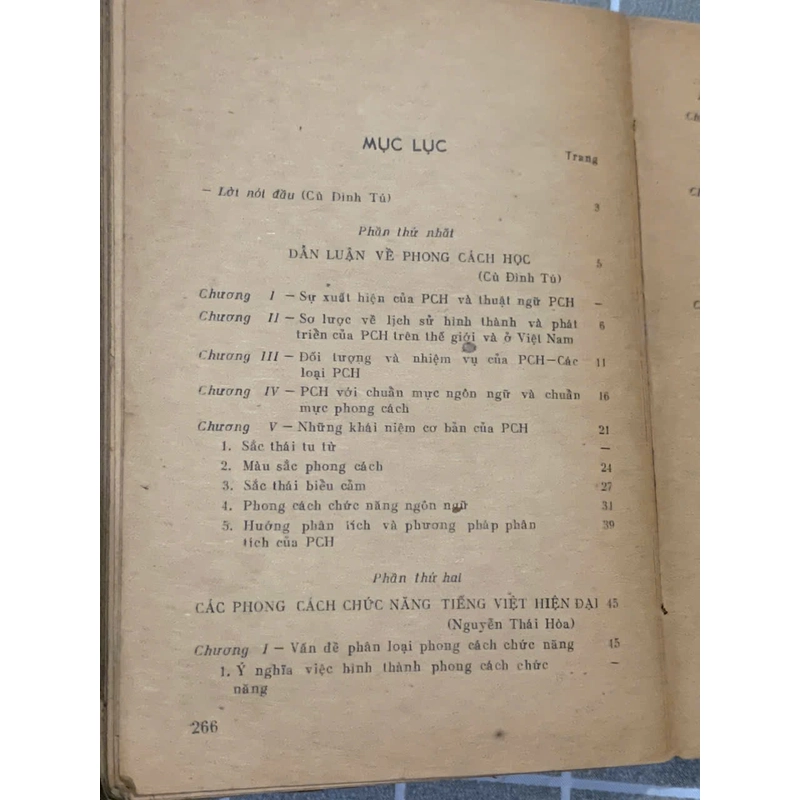 MỤC LỤC
Trang
– Lời nói đầu (Cù Đình Tú) 3
Phần thứ nhất
DẪN LUẬN VỀ PHONG CÁCH HỌC 5
(Cù Đình Tú)
Chương I – Sự xuất hiện của PCH và thuật ngữ PCH –
Chương II – Sơ lược về lịch sử hình thành và phát 6
triển của PCH trên thế giới và ở Việt Nam
Chương III – Đối tượng và nhiệm vụ của PCH–Các 11
loại PCH
Chương IV – PCH với chuẩn mực ngôn ngữ và chuẩn 16
mực phong cách
Chương V – Những khái niệm cơ bản của PCH 21
1. Sắc thái tu từ –
2. Màu sắc phong cách 24
3. Sắc thái biểu cảm 27
4. Phong cách chức năng ngôn ngữ 31
5. Hướng phân tích và phương pháp phân 39
tích của PCH
Phần thứ hai
CÁC PHONG CÁCH CHỨC NĂNG TIẾNG VIỆT HIỆN ĐẠI 45
(Nguyễn Thái Hòa)
Chương I – Vấn đề phân loại phong cách chức năng 45
1. Ý nghĩa việc hình thành phong cách chức –
năng
266